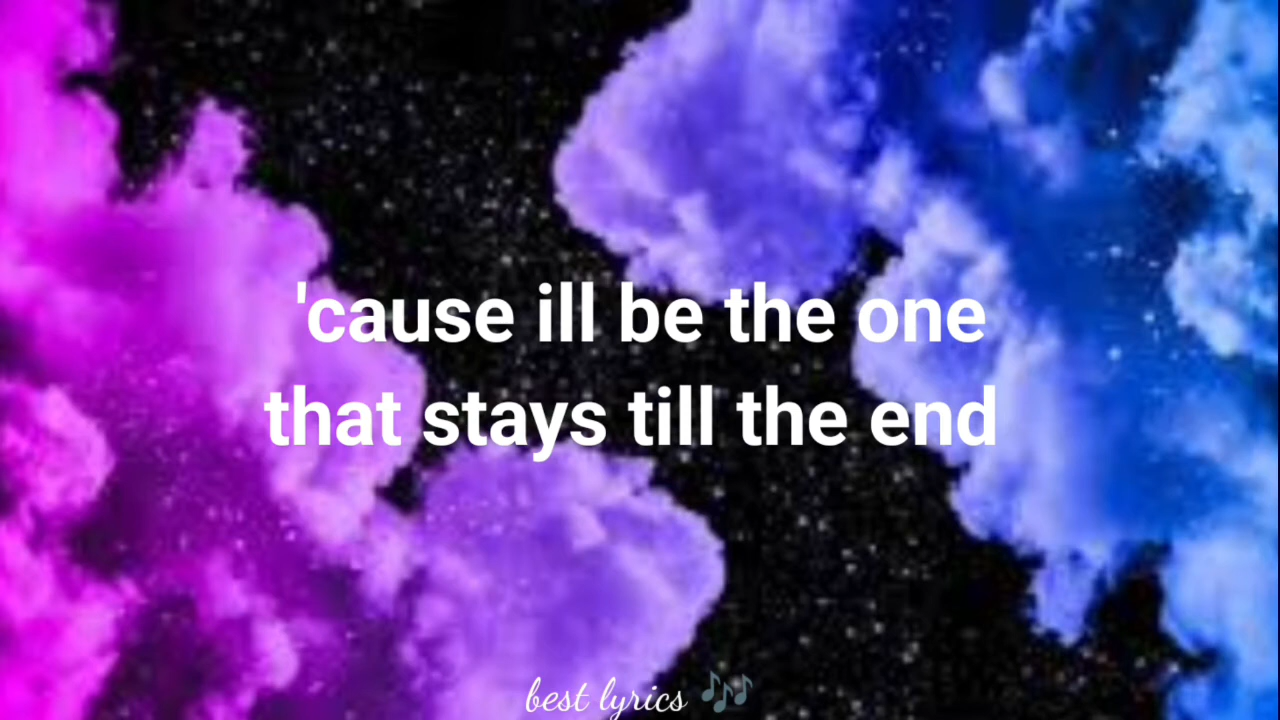 'cause ill be the one
that stays till the end
best lyrics 🎶